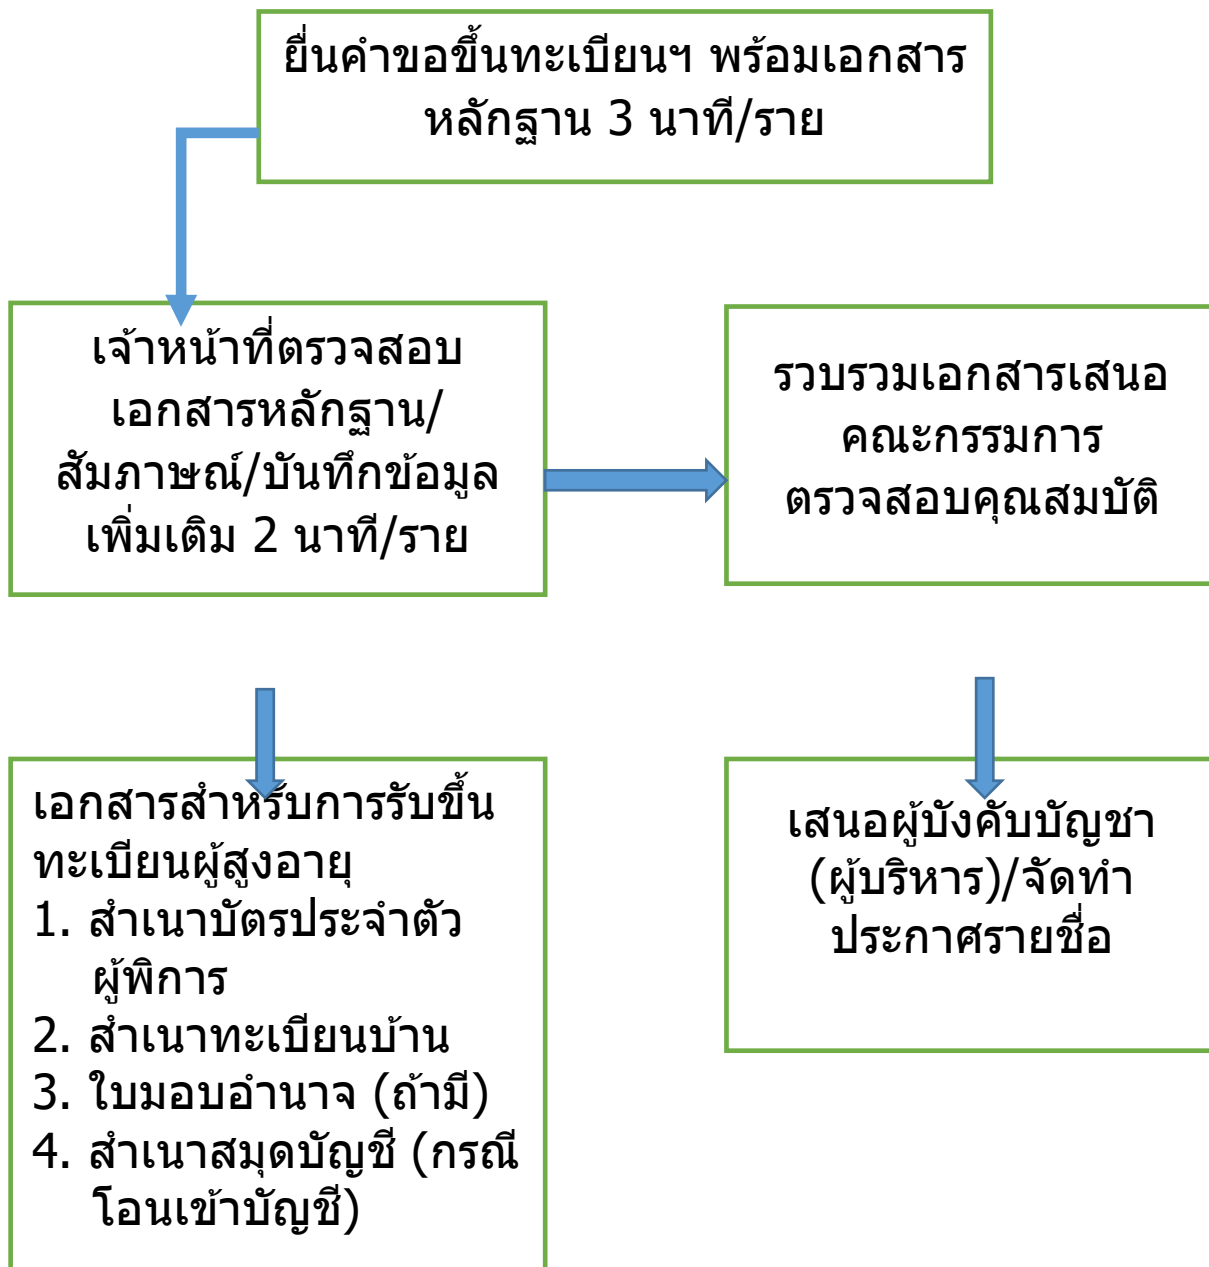 ยื่นคำขอขึ้นทะเบียนฯ พร้อมเอกสาร
หลักฐาน 3 นาที/ราย
เจ้าหน้าที่ตรวจสอบ
เอกสารหลักฐาน/
สัมภาษณ์/บันทึกข้อมูล
เพิ่มเติม 2 นาที/ราย
รวบรวมเอกสารเสนอ
คณะกรรมการ
ตรวจสอบคุณสมบัติ
เอกสารสำหรับการรับขึ้น
ทะเบียนผู้สูงอายุ
1. สำเนาบัตรประจำตัว
ผู้พิการ
2. สำเนาทะเบียนบ้าน
3. ใบมอบอำนาจ (ถ้ามี)
4. สำเนาสมุดบัญชี (กรณี
โอนเข้าบัญชี)
เสนอผู้บังคับบัญชา
(ผู้บริหาร)/จัดทำ
ประกาศรายชื่อ